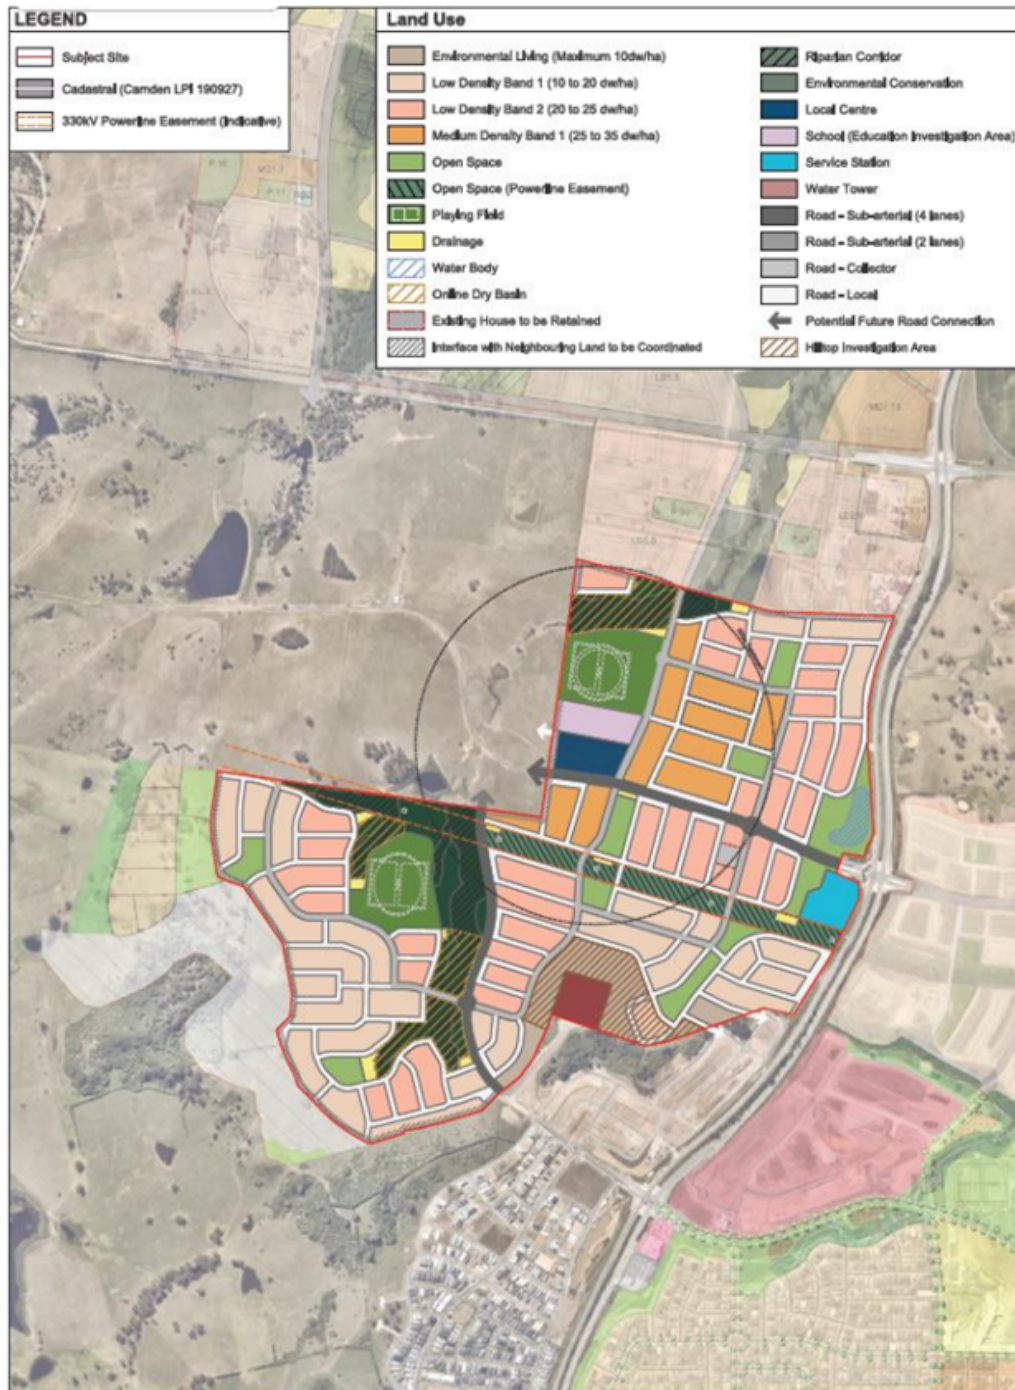 LEGEND
Subject Site
Cadastral (Camden LPI 190927)
330kV Powerline Easement (Indicative)
Land Use
Environmental Living (Maximum 10dw/ha)
Low Density Band 1 (10 to 20 dw/ha)
Low Density Band 2 (20 to 25 dw/ha)
Medium Density Band 1 (25 to 35 dw/ha)
Open Space
Open Space (Powerline Easement)
Playing Field
Drainage
Water Body
Online Dry Basin
Existing House to be Retained
Interface with Neighbouring Land to be Coordinated
Riparian Corridor
Environmental Conservation
Local Centre
School (Education Investigation Area)
Service Station
Water Tower
Road - Sub-arterial (4 lanes)
Road - Sub-arterial (2 lanes)
Road - Collector
Road - Local
Potential Future Road Connection
Hilltop Investigation Area